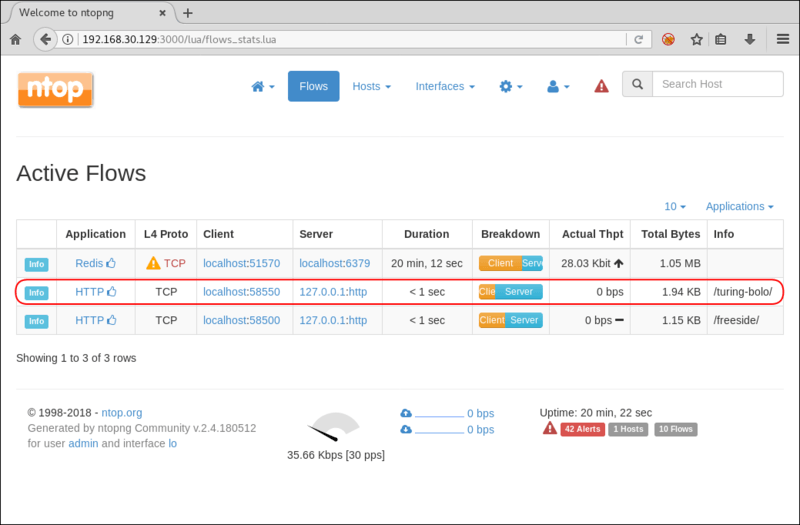 Welcome to ntopng
192.168.30.129:3000/lua/flows_stats.lua
ntop
Flows
Hosts
Interfaces
Search Host
Active Flows
10
Applications
Application L4 Proto Client Server Duration Breakdown Actual Thpt Total Bytes Info
Info Redis TCP localhost:51570 localhost:6379 20 min, 12 sec Client Serve 28.03 Kbit 1.05 MB
Info HTTP TCP localhost:58550 127.0.0.1:http < 1 sec Clie Server 0 bps 1.94 KB /turing-bolo/
Info HTTP TCP localhost:58500 127.0.0.1:http < 1 sec Client Server 0 bps 1.15 KB /freeside/
Showing 1 to 3 of 3 rows
© 1998-2018 - ntop.org
Generated by ntopng Community v.2.4.180512
for user admin and interface lo
35.66 Kbps [30 pps]
0 bps
0 bps
Uptime: 20 min, 22 sec
42 Alerts 1 Hosts 10 Flows